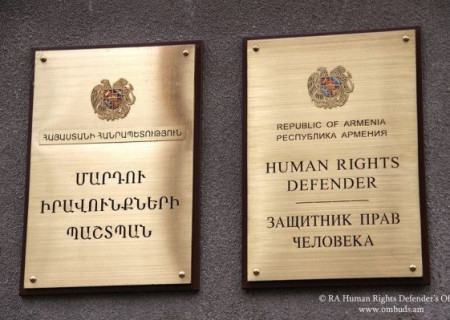 ՀԱՅԱՍՏԱՆԻ ՀԱՆՐԱՊԵՏՈՒԹՅՈՒՆ
ՄԱՐԴՈՒ
ԻՐԱՎՈՒՆՔՆԵՐԻ
ՊԱՇՏՊԱՆ
REPUBLIC OF ARMENIA
РЕСПУБЛИКА АРМЕНИЯ
HUMAN RIGHTS
DEFENDER
ЗАЩИТНИК ПРАВ
ЧЕЛОВЕКА
© RA Human Rights Defender's Of
www.ombuds.am